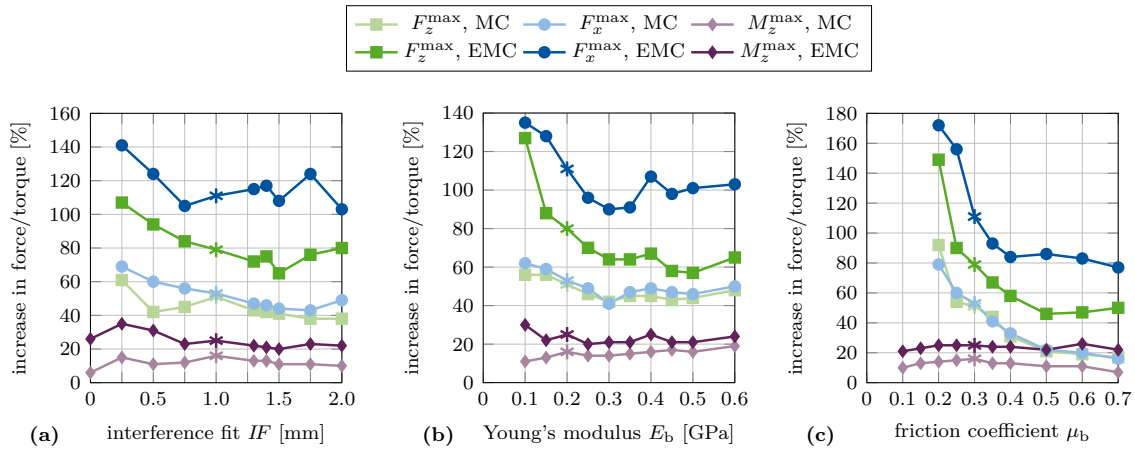 F_z^max, MC F_x^max, MC M_z^max, MC
F_z^max, EMC F_x^max, EMC M_z^max, EMC
increase in force/torque [%]
160
140
120
100
80
60
40
20
0
0 0.5 1.0 1.5 2.0
(a) interference fit IF [mm]
increase in force/torque [%]
140
120
100
80
60
40
20
0
0 0.1 0.2 0.3 0.4 0.5 0.6
(b) Young's modulus E_b [GPa]
increase in force/torque [%]
180
160
140
120
100
80
60
40
20
0
0.1 0.2 0.3 0.4 0.5 0.6 0.7
(c) friction coefficient μ_b